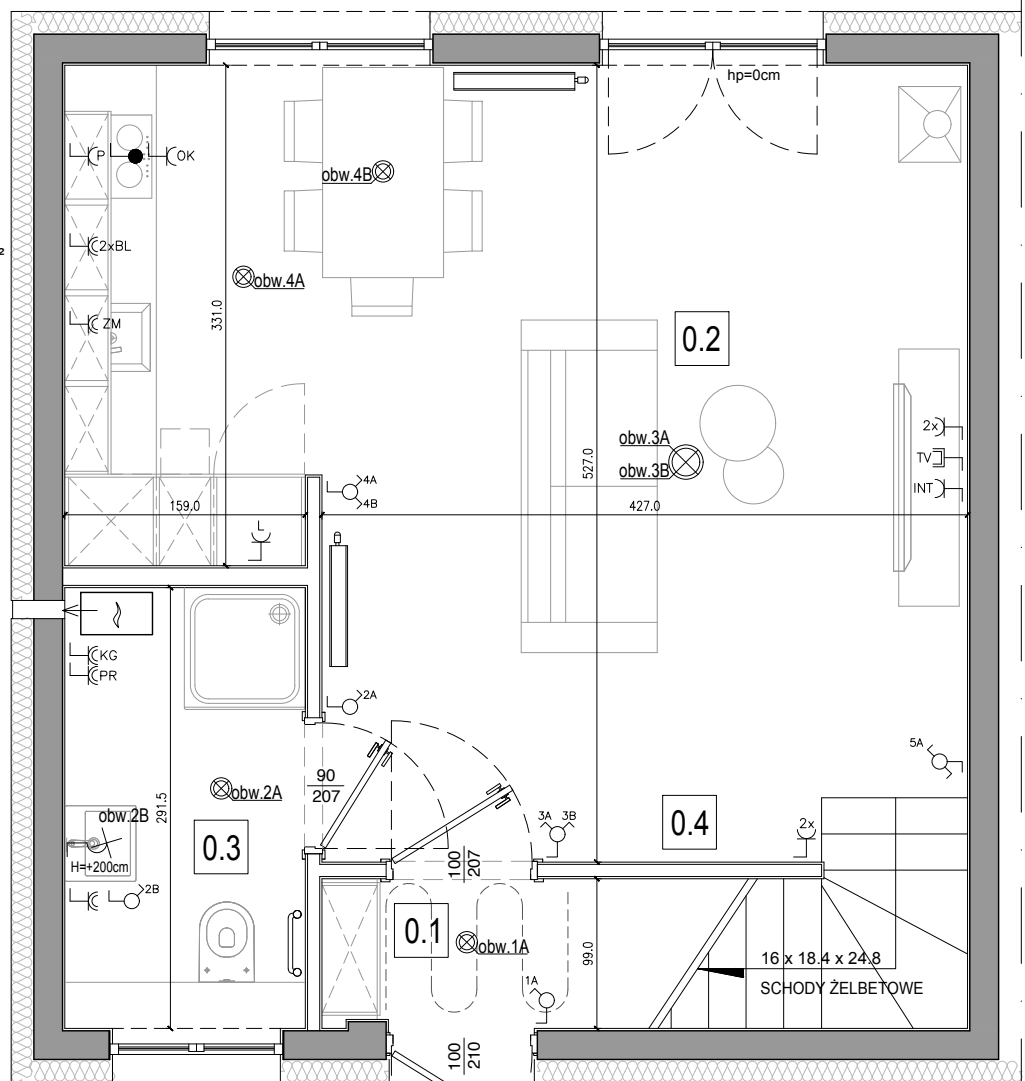 hp=0cm
P
OK
obw.4B
2xBL
2
obw.4A
ZM
331.0
0.2
527.0
2x
TV
INT
obw.3A
obw.3B
4A
4B
159.0
427.0
L
KG
PR
2A
5A
90
207
obw.2A
291.5
obw.2B
0.3
H=+200cm
3A 3B
0.4
2x
100
207
2B
0.1
obw.1A
99.0
16 x 18.4 x 24.8
SCHODY ŻELBETOWE
1A
100
210